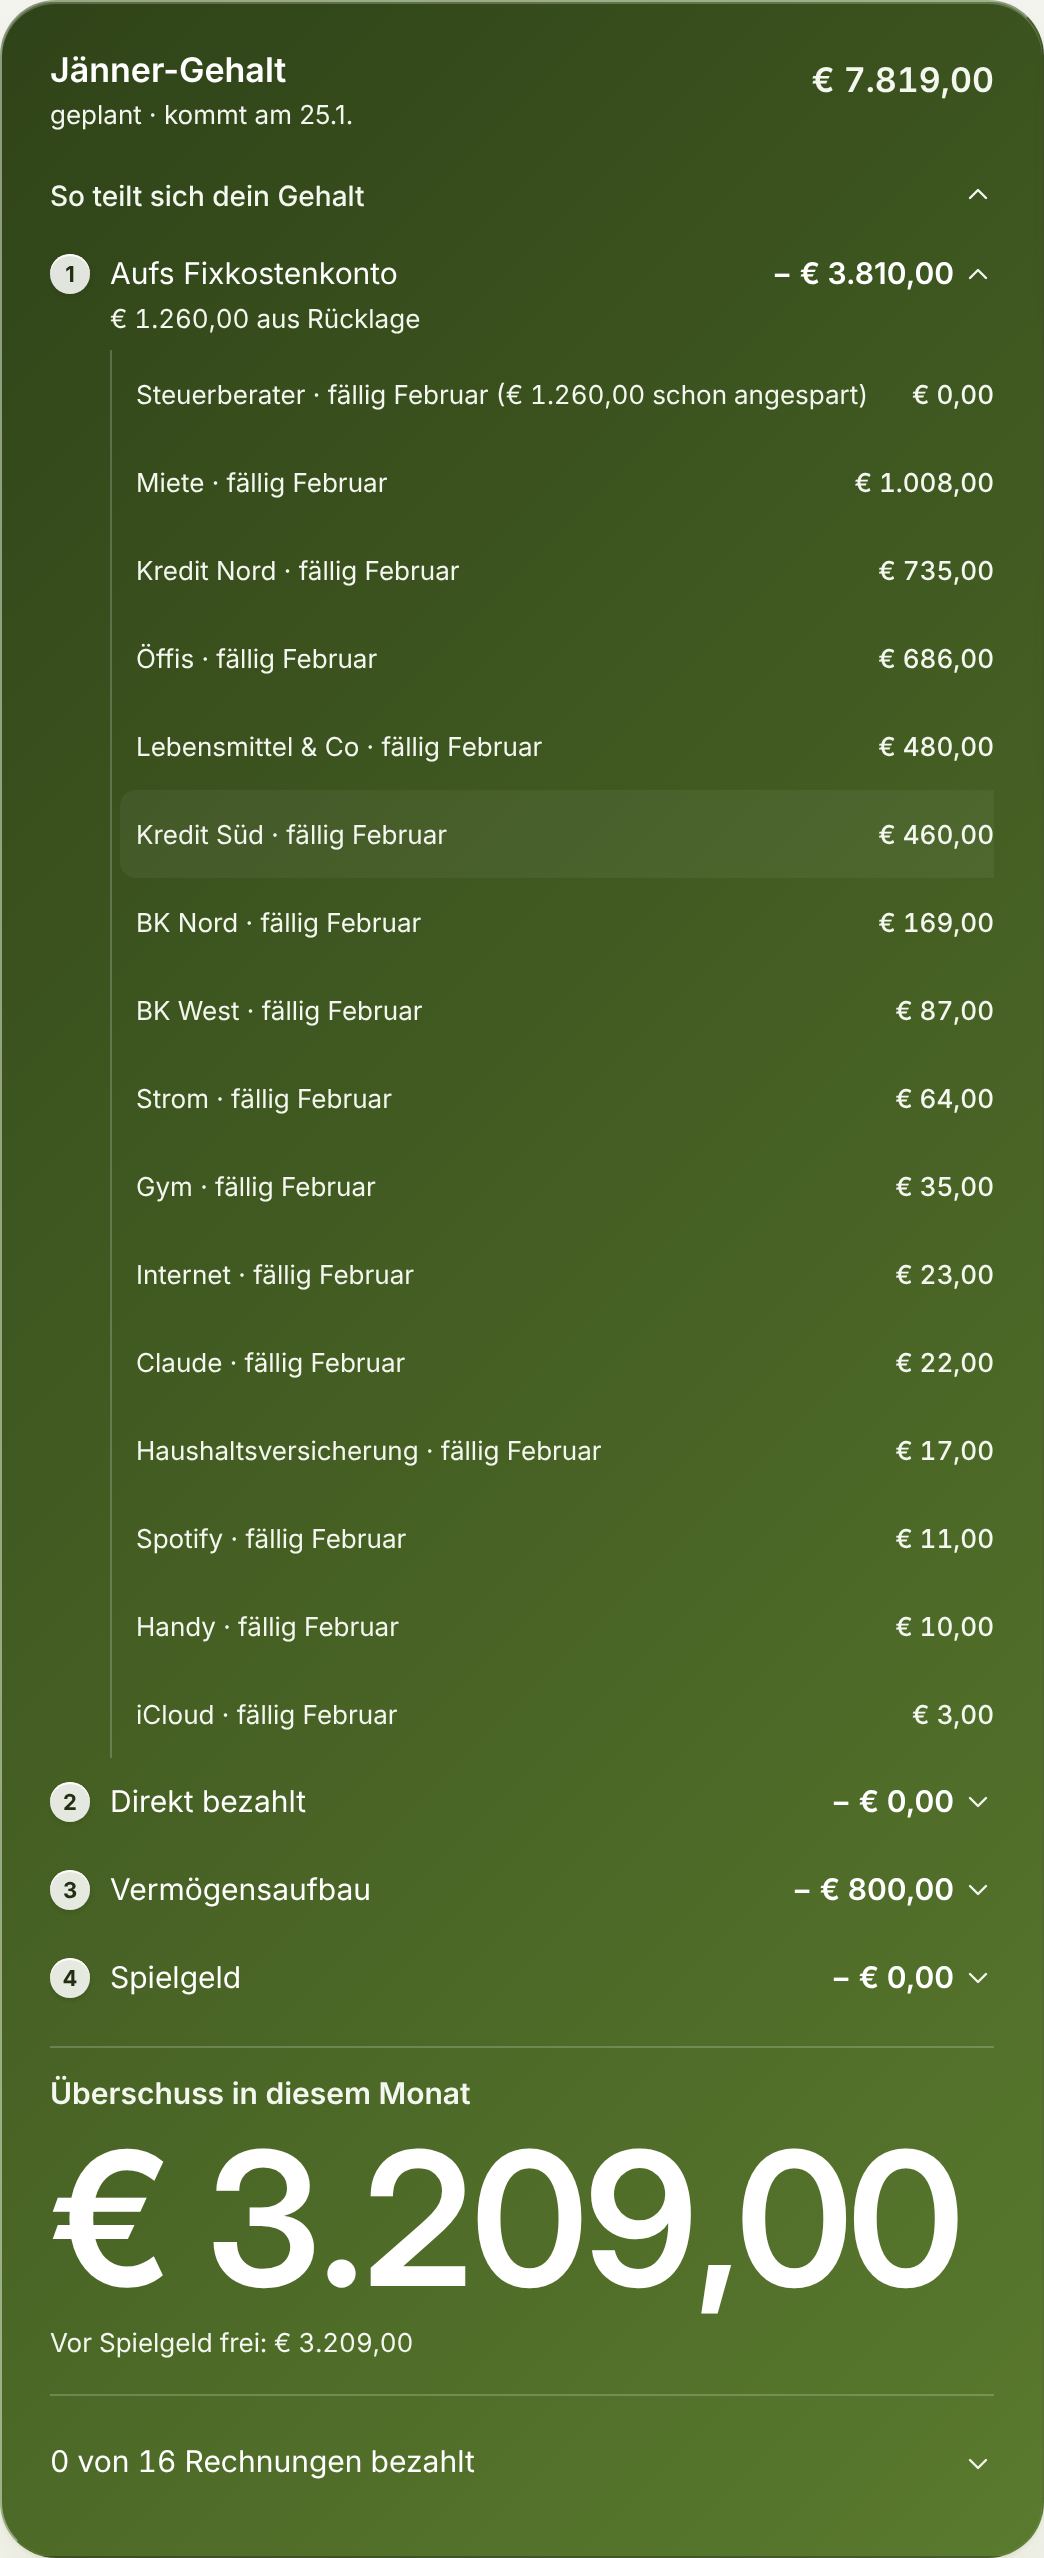 Jänner-Gehalt
€ 7.819,00
geplant · kommt am 25.1.
So teilt sich dein Gehalt
1 Aufs Fixkostenkonto – € 3.810,00
€ 1.260,00 aus Rücklage
Steuerberater · fällig Februar (€ 1.260,00 schon angespart) € 0,00
Miete · fällig Februar € 1.008,00
Kredit Nord · fällig Februar € 735,00
Öffis · fällig Februar € 686,00
Lebensmittel & Co · fällig Februar € 480,00
Kredit Süd · fällig Februar € 460,00
BK Nord · fällig Februar € 169,00
BK West · fällig Februar € 87,00
Strom · fällig Februar € 64,00
Gym · fällig Februar € 35,00
Internet · fällig Februar € 23,00
Claude · fällig Februar € 22,00
Haushaltsversicherung · fällig Februar € 17,00
Spotify · fällig Februar € 11,00
Handy · fällig Februar € 10,00
iCloud · fällig Februar € 3,00
2 Direkt bezahlt – € 0,00
3 Vermögensaufbau – € 800,00
4 Spielgeld – € 0,00
Überschuss in diesem Monat
€ 3.209,00
Vor Spielgeld frei: € 3.209,00
0 von 16 Rechnungen bezahlt